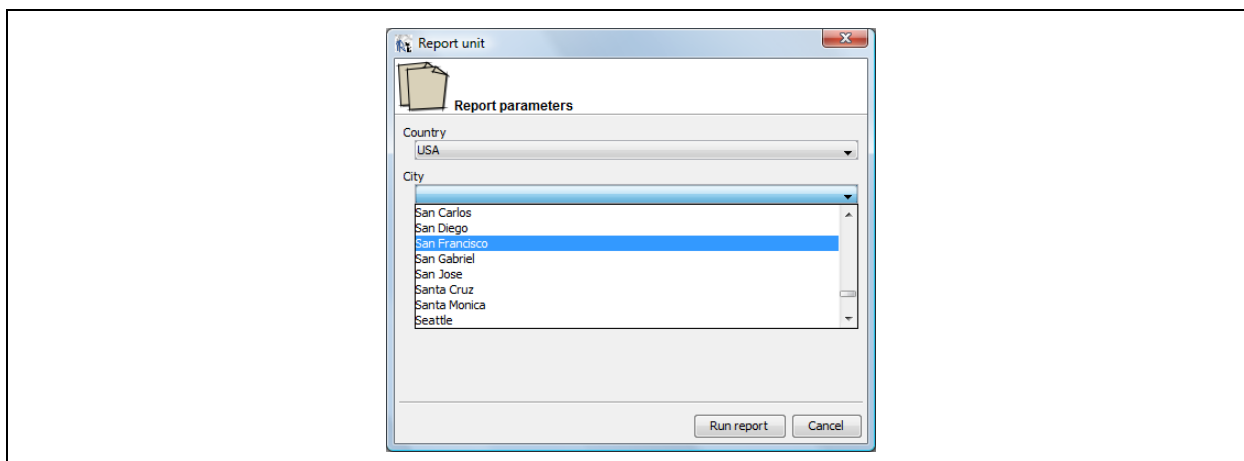 Report unit
Report parameters
Country
USA
City
San Carlos
San Diego
San Francisco
San Gabriel
San Jose
Santa Cruz
Santa Monica
Seattle
Run report Cancel